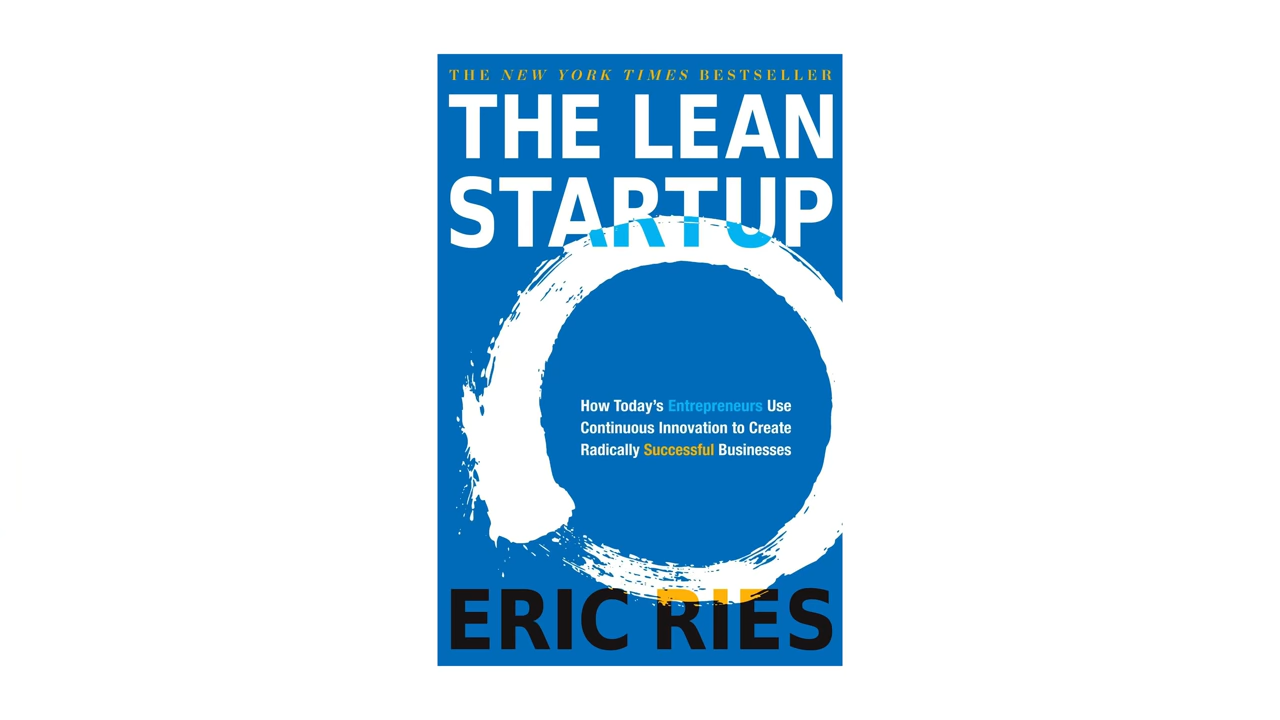 THE NEW YORK TIMES BESTSELLER
THE LEAN
STARTUP
How Today's Entrepreneurs Use
Continuous Innovation to Create
Radically Successful Businesses
ERIC RIES